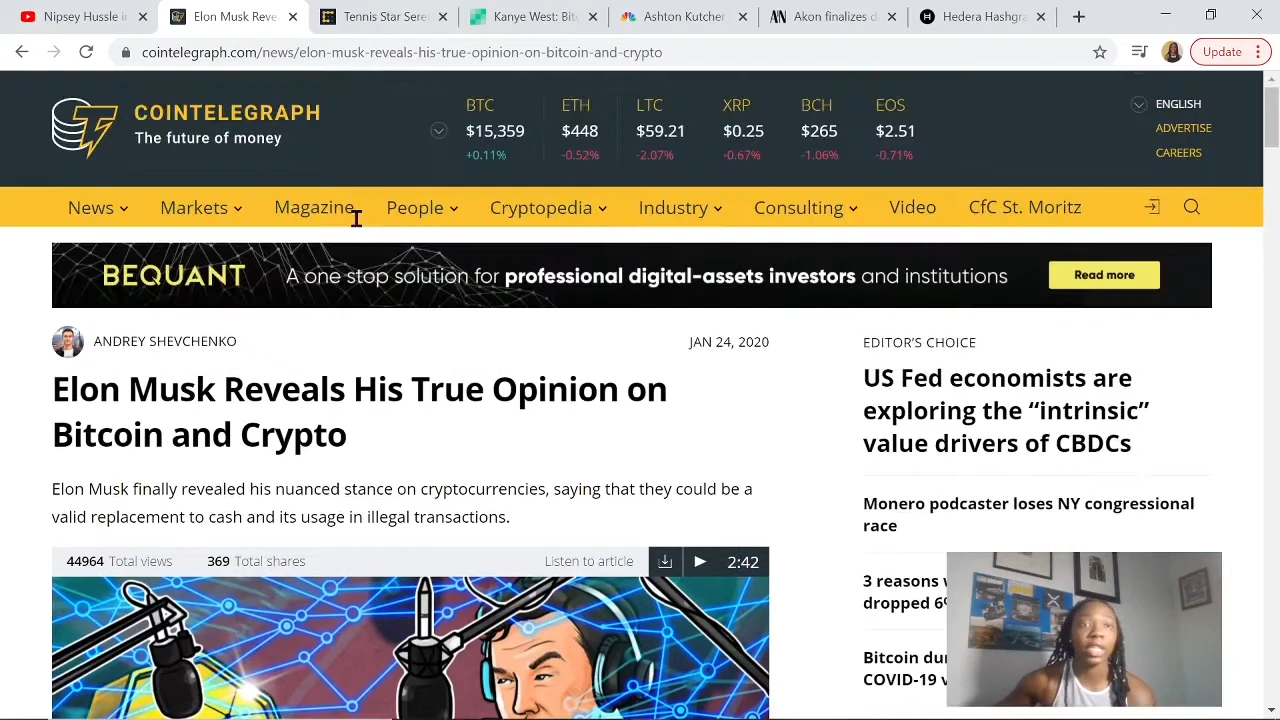 Nipsey Hussle
Elon Musk Reve
Tennis Star Sere
Kanye West: Bit
Ashton Kutcher
Akon finalizes
Hedera Hashgra
cointelegraph.com/news/elon-musk-reveals-his-true-opinion-on-bitcoin-and-crypto
Update
COINTELEGRAPH
The future of money
BTC ETH LTC XRP BCH EOS
$15,359 $448 $59.21 $0.25 $265 $2.51
+0.11% -0.52% -2.07% -0.67% -1.06% -0.71%
ENGLISH
ADVERTISE
CAREERS
News Markets Magazine People Cryptopedia Industry Consulting Video CfC St. Moritz
BEQUANT A one stop solution for professional digital-assets investors and institutions Read more
ANDREY SHEVCHENKO JAN 24, 2020
Elon Musk Reveals His True Opinion on
Bitcoin and Crypto
Elon Musk finally revealed his nuanced stance on cryptocurrencies, saying that they could be a
valid replacement to cash and its usage in illegal transactions.
44964 Total views 369 Total shares Listen to article 2:42
EDITOR'S CHOICE
US Fed economists are
exploring the “intrinsic”
value drivers of CBDCs
Monero podcaster loses NY congressional
race
3 reasons
dropped
Bitcoin
COVID-19